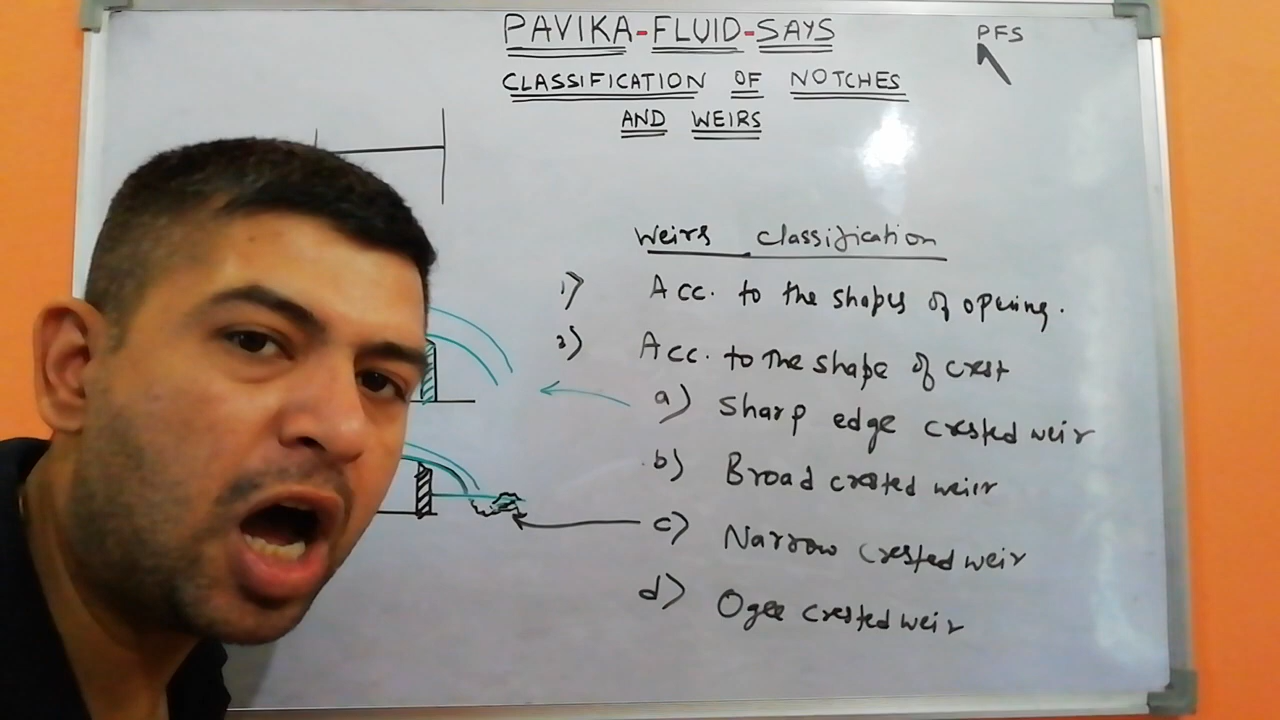 PAVIKA-FLUID-SAYS
PFS
CLASSIFICATION OF NOTCHES
AND WEIRS
Weirs classification
1) Acc. to the shapes of opening.
2) Acc. to the shape of crest
a) Sharp edge crested weir
b) Broad crested weir
c) Narrow crested weir
d) Ogee crested weir